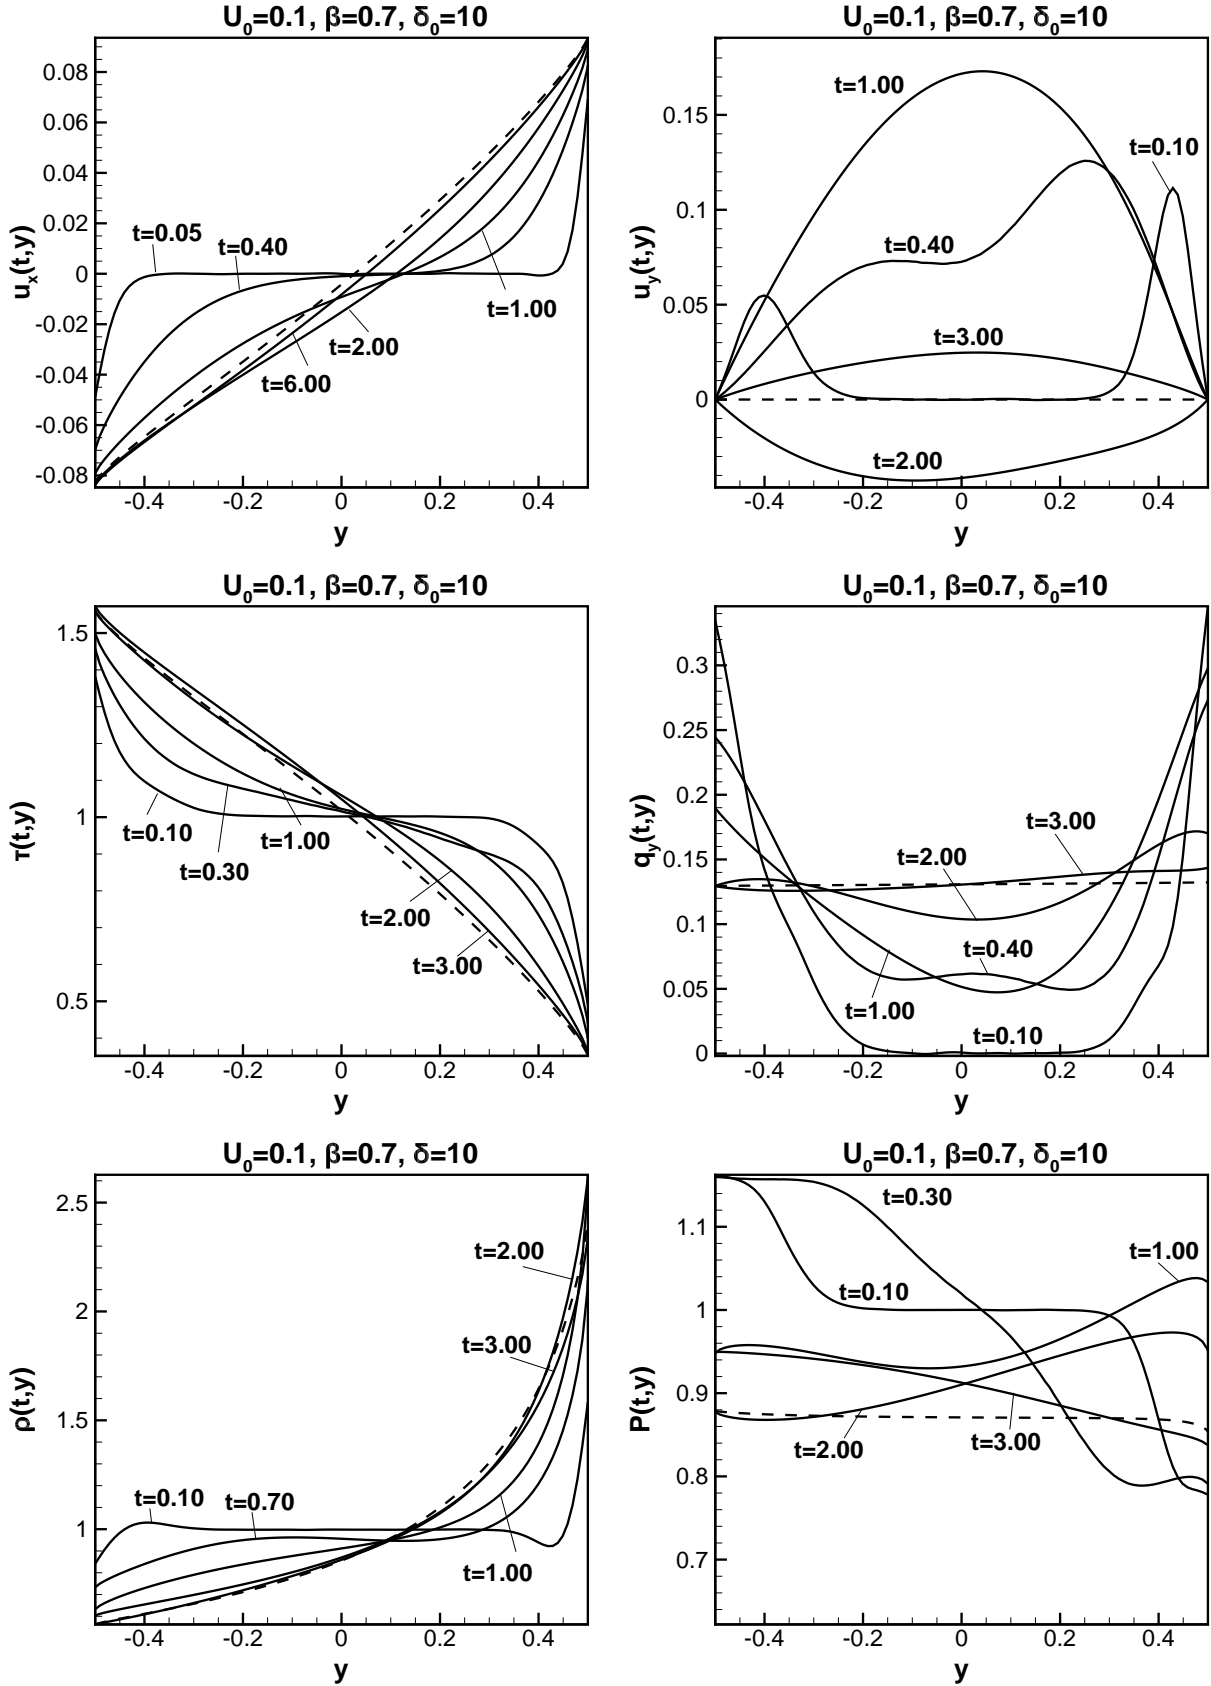 U₀=0.1, β=0.7, δ₀=10
0.08
0.06
0.04
0.02
0
-0.02
-0.04
-0.06
-0.08
uₓ(t,y)
t=0.05
t=0.40
t=1.00
t=2.00
t=6.00
-0.4 -0.2 0 0.2 0.4
y
U₀=0.1, β=0.7, δ₀=10
0.15
0.1
0.05
0
u_y(t,y)
t=1.00
t=0.10
t=0.40
t=3.00
t=2.00
-0.4 -0.2 0 0.2 0.4
y
U₀=0.1, β=0.7, δ₀=10
1.5
1
0.5
τ(t,y)
t=0.10
t=0.30
t=1.00
t=2.00
t=3.00
-0.4 -0.2 0 0.2 0.4
y
U₀=0.1, β=0.7, δ₀=10
0.3
0.25
0.2
0.15
0.1
0.05
0
q_y(t,y)
t=3.00
t=2.00
t=0.40
t=1.00
t=0.10
-0.4 -0.2 0 0.2 0.4
y
U₀=0.1, β=0.7, δ=10
2.5
2
1.5
1
ρ(t,y)
t=2.00
t=3.00
t=0.10
t=0.70
t=1.00
-0.4 -0.2 0 0.2 0.4
y
U₀=0.1, β=0.7, δ₀=10
1.1
1
0.9
0.8
0.7
P(t,y)
t=0.30
t=1.00
t=0.10
t=2.00
t=3.00
-0.4 -0.2 0 0.2 0.4
y